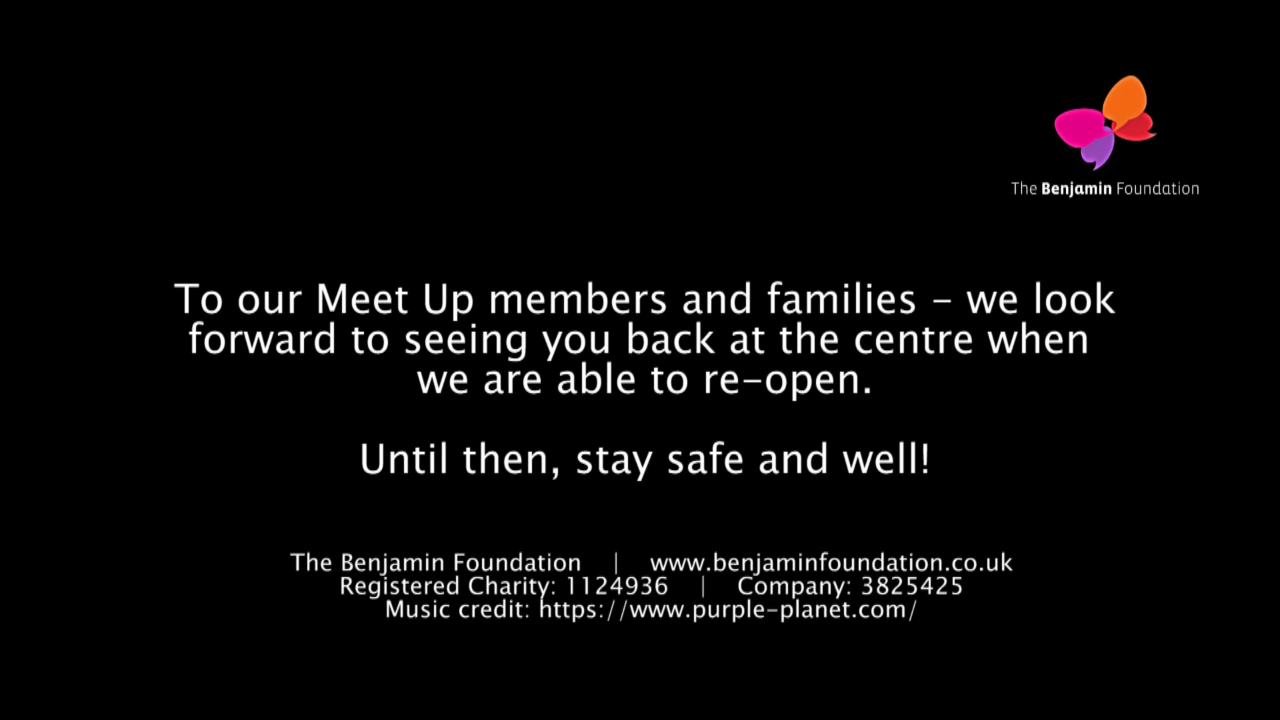 The Benjamin Foundation
To our Meet Up members and families – we look
forward to seeing you back at the centre when
we are able to re-open.
Until then, stay safe and well!
The Benjamin Foundation | www.benjaminfoundation.co.uk
Registered Charity: 1124936 | Company: 3825425
Music credit: https://www.purple-planet.com/